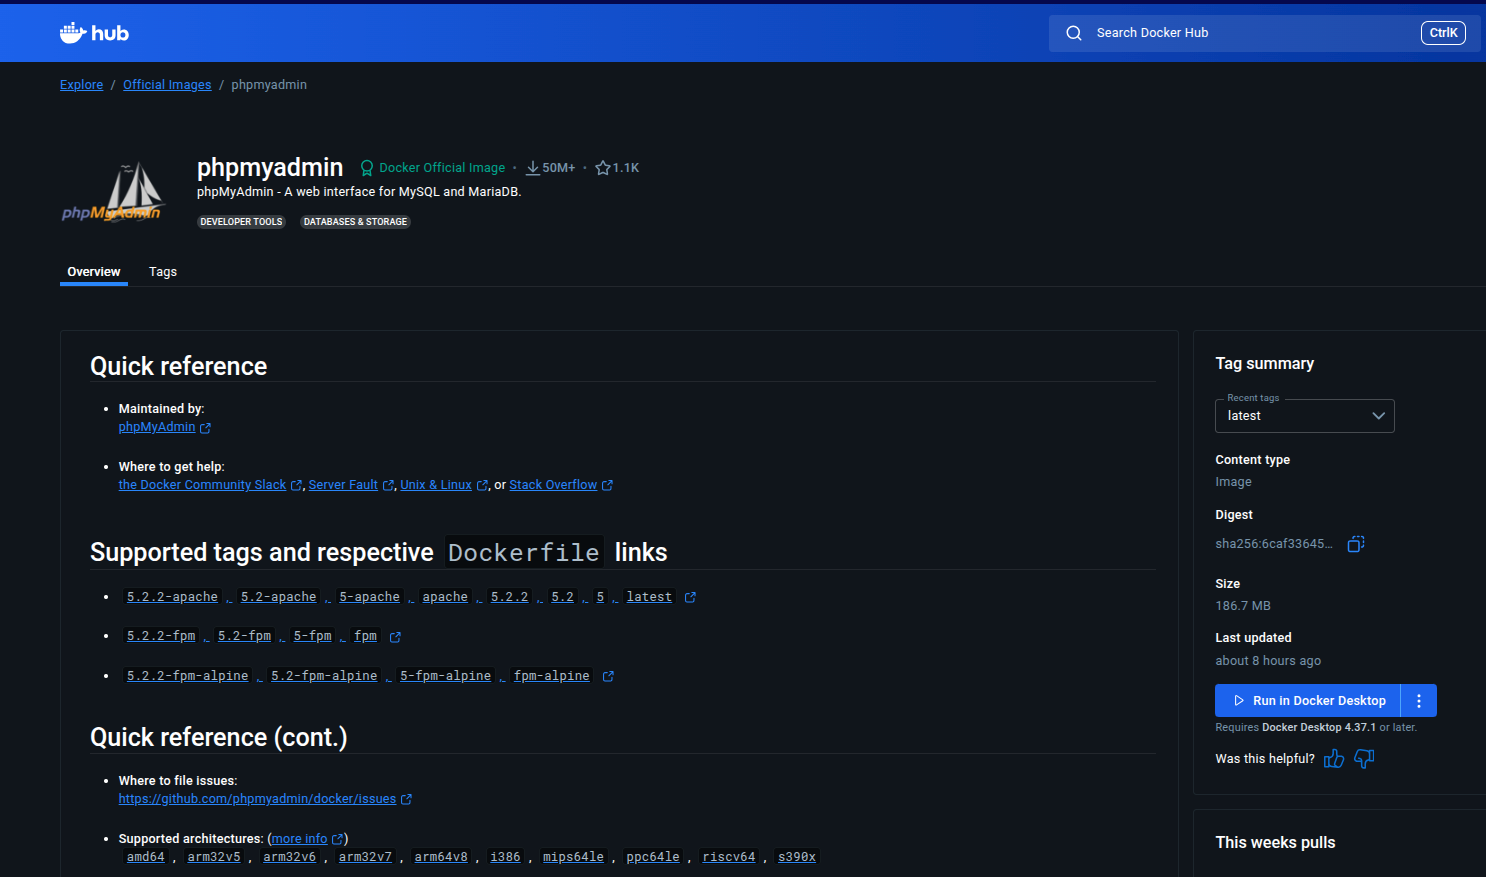 hub
Search Docker Hub
CtrlK
Explore / Official Images / phpmyadmin
phpMyAdmin
phpmyadmin Docker Official Image • 50M+ • 1.1K
phpMyAdmin - A web interface for MySQL and MariaDB.
DEVELOPER TOOLS DATABASES & STORAGE
Overview Tags
Quick reference
• Maintained by:
phpMyAdmin
• Where to get help:
the Docker Community Slack, Server Fault, Unix & Linux, or Stack Overflow
Supported tags and respective Dockerfile links
• 5.2.2-apache, 5.2-apache, 5-apache, apache, 5.2.2, 5.2, 5, latest
• 5.2.2-fpm, 5.2-fpm, 5-fpm, fpm
• 5.2.2-fpm-alpine, 5.2-fpm-alpine, 5-fpm-alpine, fpm-alpine
Quick reference (cont.)
• Where to file issues:
https://github.com/phpmyadmin/docker/issues
• Supported architectures: (more info)
amd64, arm32v5, arm32v6, arm32v7, arm64v8, i386, mips64le, ppc64le, riscv64, s390x
Tag summary
Recent tags
latest
Content type
Image
Digest
sha256:6caf33645…
Size
186.7 MB
Last updated
about 8 hours ago
Run in Docker Desktop
Requires Docker Desktop 4.37.1 or later.
Was this helpful?
This weeks pulls